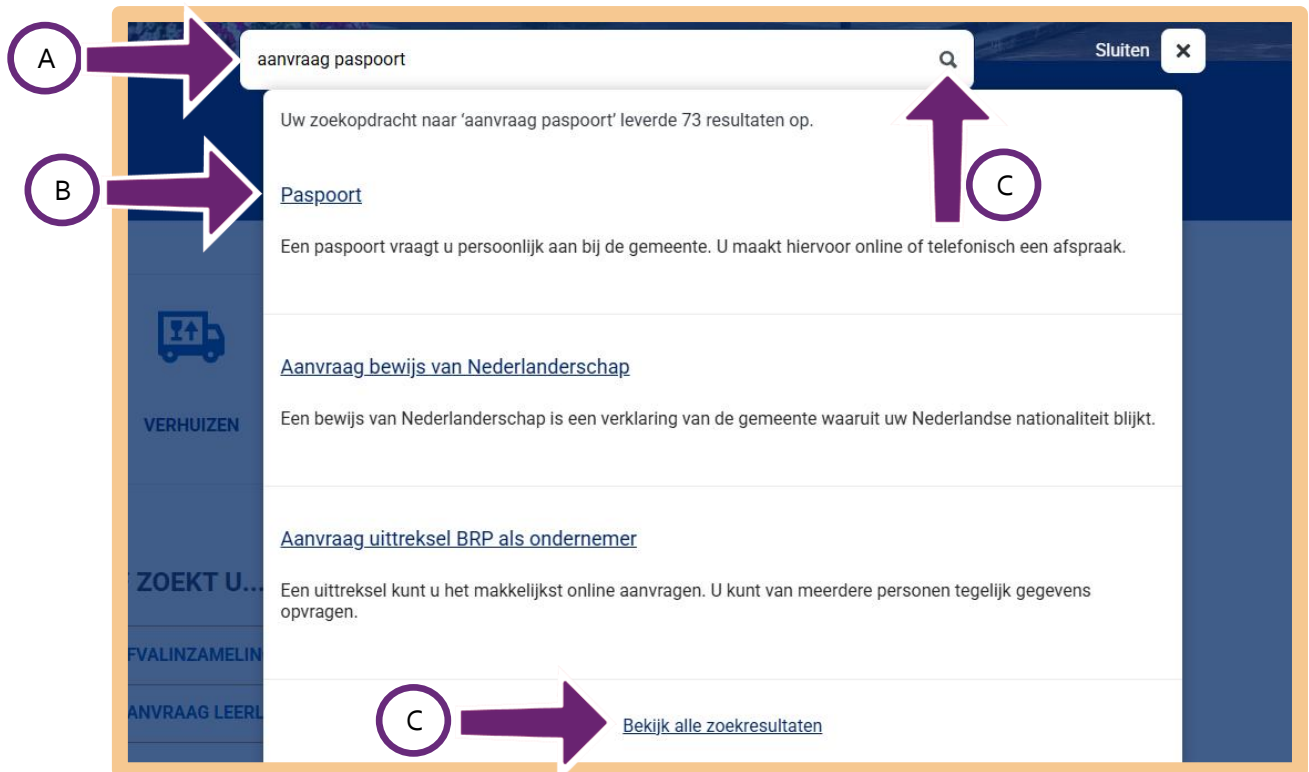 A
aanvraag paspoort
Sluiten
Uw zoekopdracht naar 'aanvraag paspoort' leverde 73 resultaten op.
B
C
Paspoort
Een paspoort vraagt u persoonlijk aan bij de gemeente. U maakt hiervoor online of telefonisch een afspraak.
Aanvraag bewijs van Nederlanderschap
VERHUIZEN
Een bewijs van Nederlanderschap is een verklaring van de gemeente waaruit uw Nederlandse nationaliteit blijkt.
Aanvraag uittreksel BRP als ondernemer
ZOEKT U...
Een uittreksel kunt u het makkelijkst online aanvragen. U kunt van meerdere personen tegelijk gegevens
opvragen.
FVALINZAMELIN
ANVRAAG LEERL
C
Bekijk alle zoekresultaten